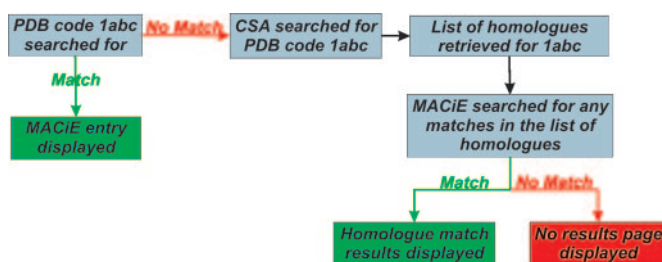 PDB code 1abc
searched for
No Match
CSA searched for
PDB code 1abc
List of homologues
retrieved for 1abc
Match
MACiE entry
displayed
MACiE searched for any
matches in the list of
homologues
Match
No Match
Homologue match
results displayed
No results page
displayed